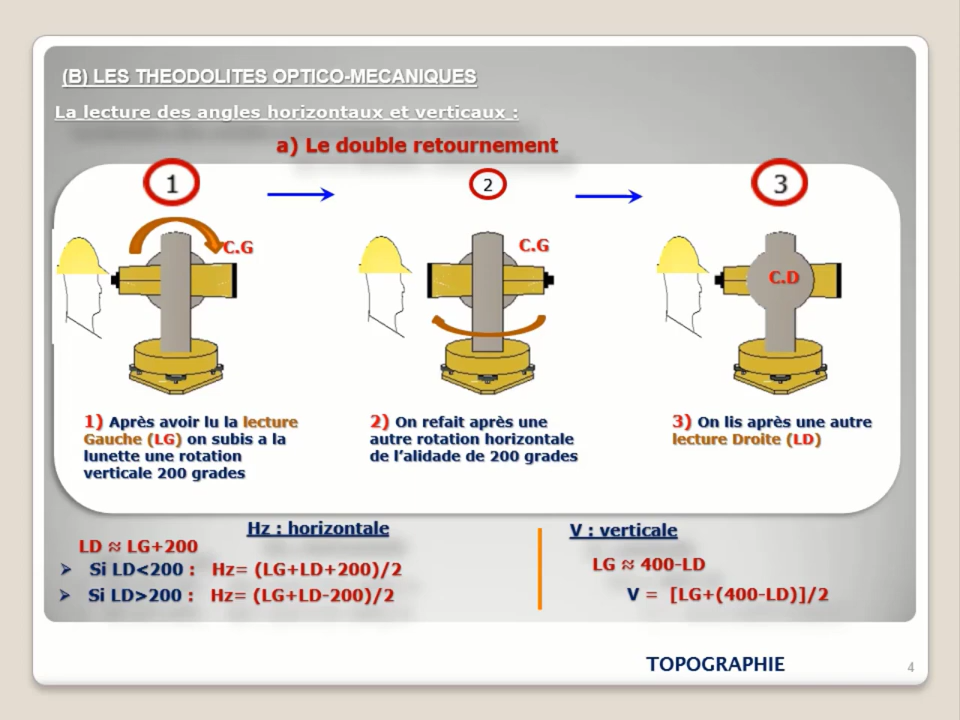 (B) LES THEODOLITES OPTICO-MECANIQUES
La lecture des angles horizontaux et verticaux :
a) Le double retournement
1
2
3
C.G
C.G
C.D
1) Après avoir lu la lecture
Gauche (LG) on subis a la
lunette une rotation
verticale 200 grades
2) On refait après une
autre rotation horizontale
de l’alidade de 200 grades
3) On lis après une autre
lecture Droite (LD)
Hz : horizontale
LD ≈ LG+200
➢ Si LD<200 : Hz= (LG+LD+200)/2
➢ Si LD>200 : Hz= (LG+LD-200)/2
V : verticale
LG ≈ 400-LD
V = [LG+(400-LD)]/2
TOPOGRAPHIE
4